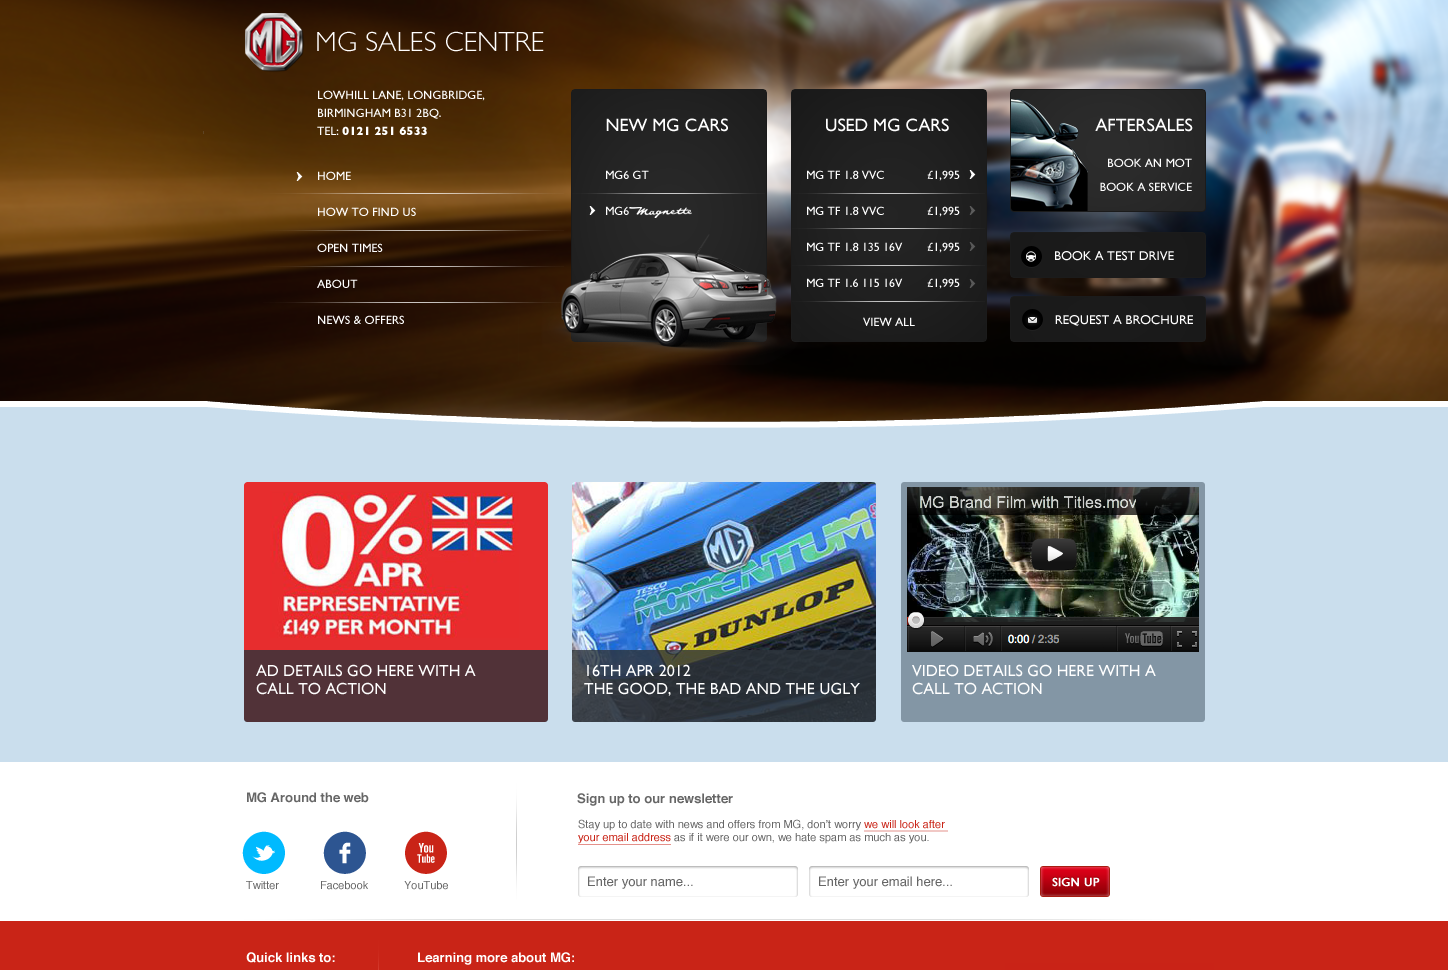 MG MG SALES CENTRE
LOWHILL LANE, LONGBRIDGE,
BIRMINGHAM B31 2BQ.
TEL: 0121 251 6533
HOME
HOW TO FIND US
OPEN TIMES
ABOUT
NEWS & OFFERS
NEW MG CARS
MG6 GT
MG6 Magnette
USED MG CARS
MG TF 1.8 VVC £1,995
MG TF 1.8 VVC £1,995
MG TF 1.8 135 16V £1,995
MG TF 1.6 115 16V £1,995
VIEW ALL
AFTERSALES
BOOK AN MOT
BOOK A SERVICE
BOOK A TEST DRIVE
REQUEST A BROCHURE
0%
APR
REPRESENTATIVE
£149 PER MONTH
AD DETAILS GO HERE WITH A
CALL TO ACTION
MG
TESCO
MOMENTUM
DUNLOP
16TH APR 2012
THE GOOD, THE BAD AND THE UGLY
MG Brand Film with Titles.mov
0:00 / 2:35
YouTube
VIDEO DETAILS GO HERE WITH A
CALL TO ACTION
MG Around the web
You
Tube
Twitter
Facebook
YouTube
Sign up to our newsletter
Stay up to date with news and offers from MG, don't worry we will look after
your email address as if it were our own, we hate spam as much as you.
Enter your name...
Enter your email here...
SIGN UP
Quick links to:
Learning more about MG: